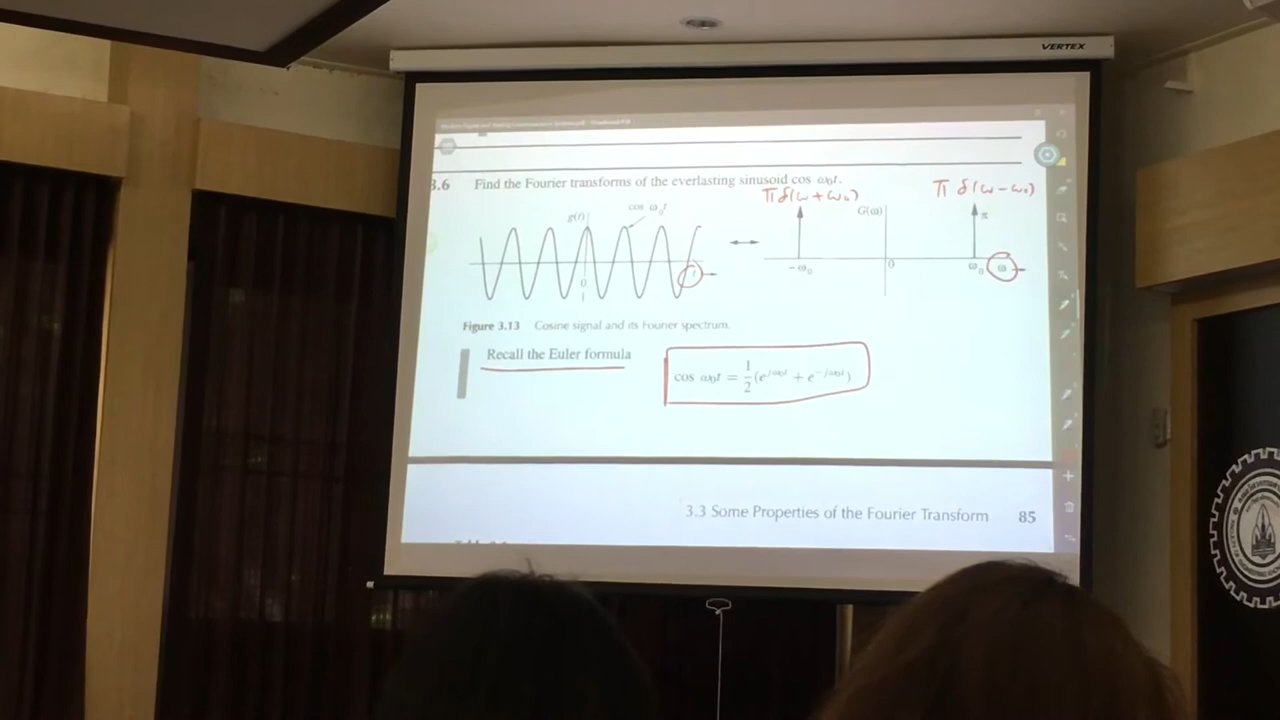 VERTEX
3.6 Find the Fourier transforms of the everlasting sinusoid cos ω₀t.
π δ(ω + ω₀) π δ(ω − ω₀)
g(t) cos ω₀t G(ω) π
0 − ω₀ 0 ω₀ ω
Figure 3.13 Cosine signal and its Fourier spectrum.
Recall the Euler formula
cos ω₀t = 1/2 (e^{jω₀t} + e^{−jω₀t})
3.3 Some Properties of the Fourier Transform 85